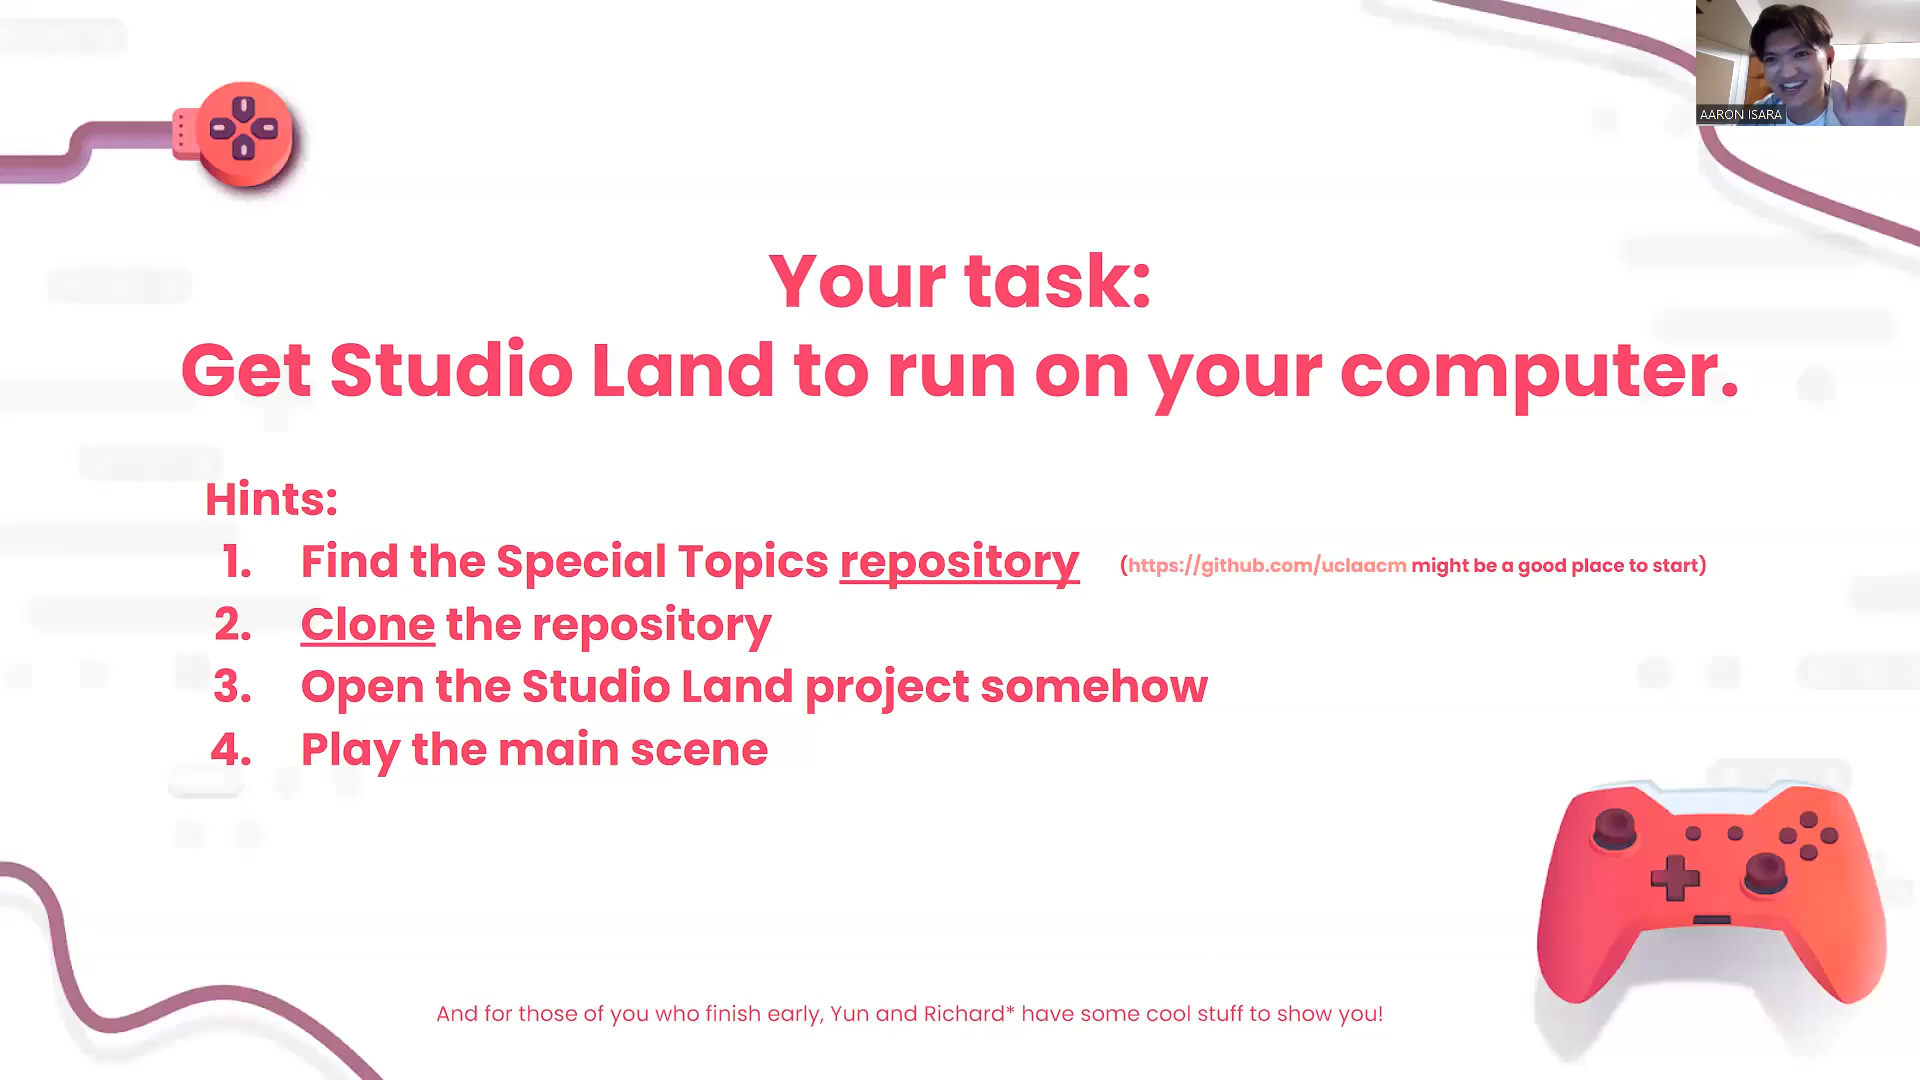 AARON ISARA
Your task:
Get Studio Land to run on your computer.
Hints:
1. Find the Special Topics repository (https://github.com/uclaacm might be a good place to start)
2. Clone the repository
3. Open the Studio Land project somehow
4. Play the main scene
And for those of you who finish early, Yun and Richard* have some cool stuff to show you!